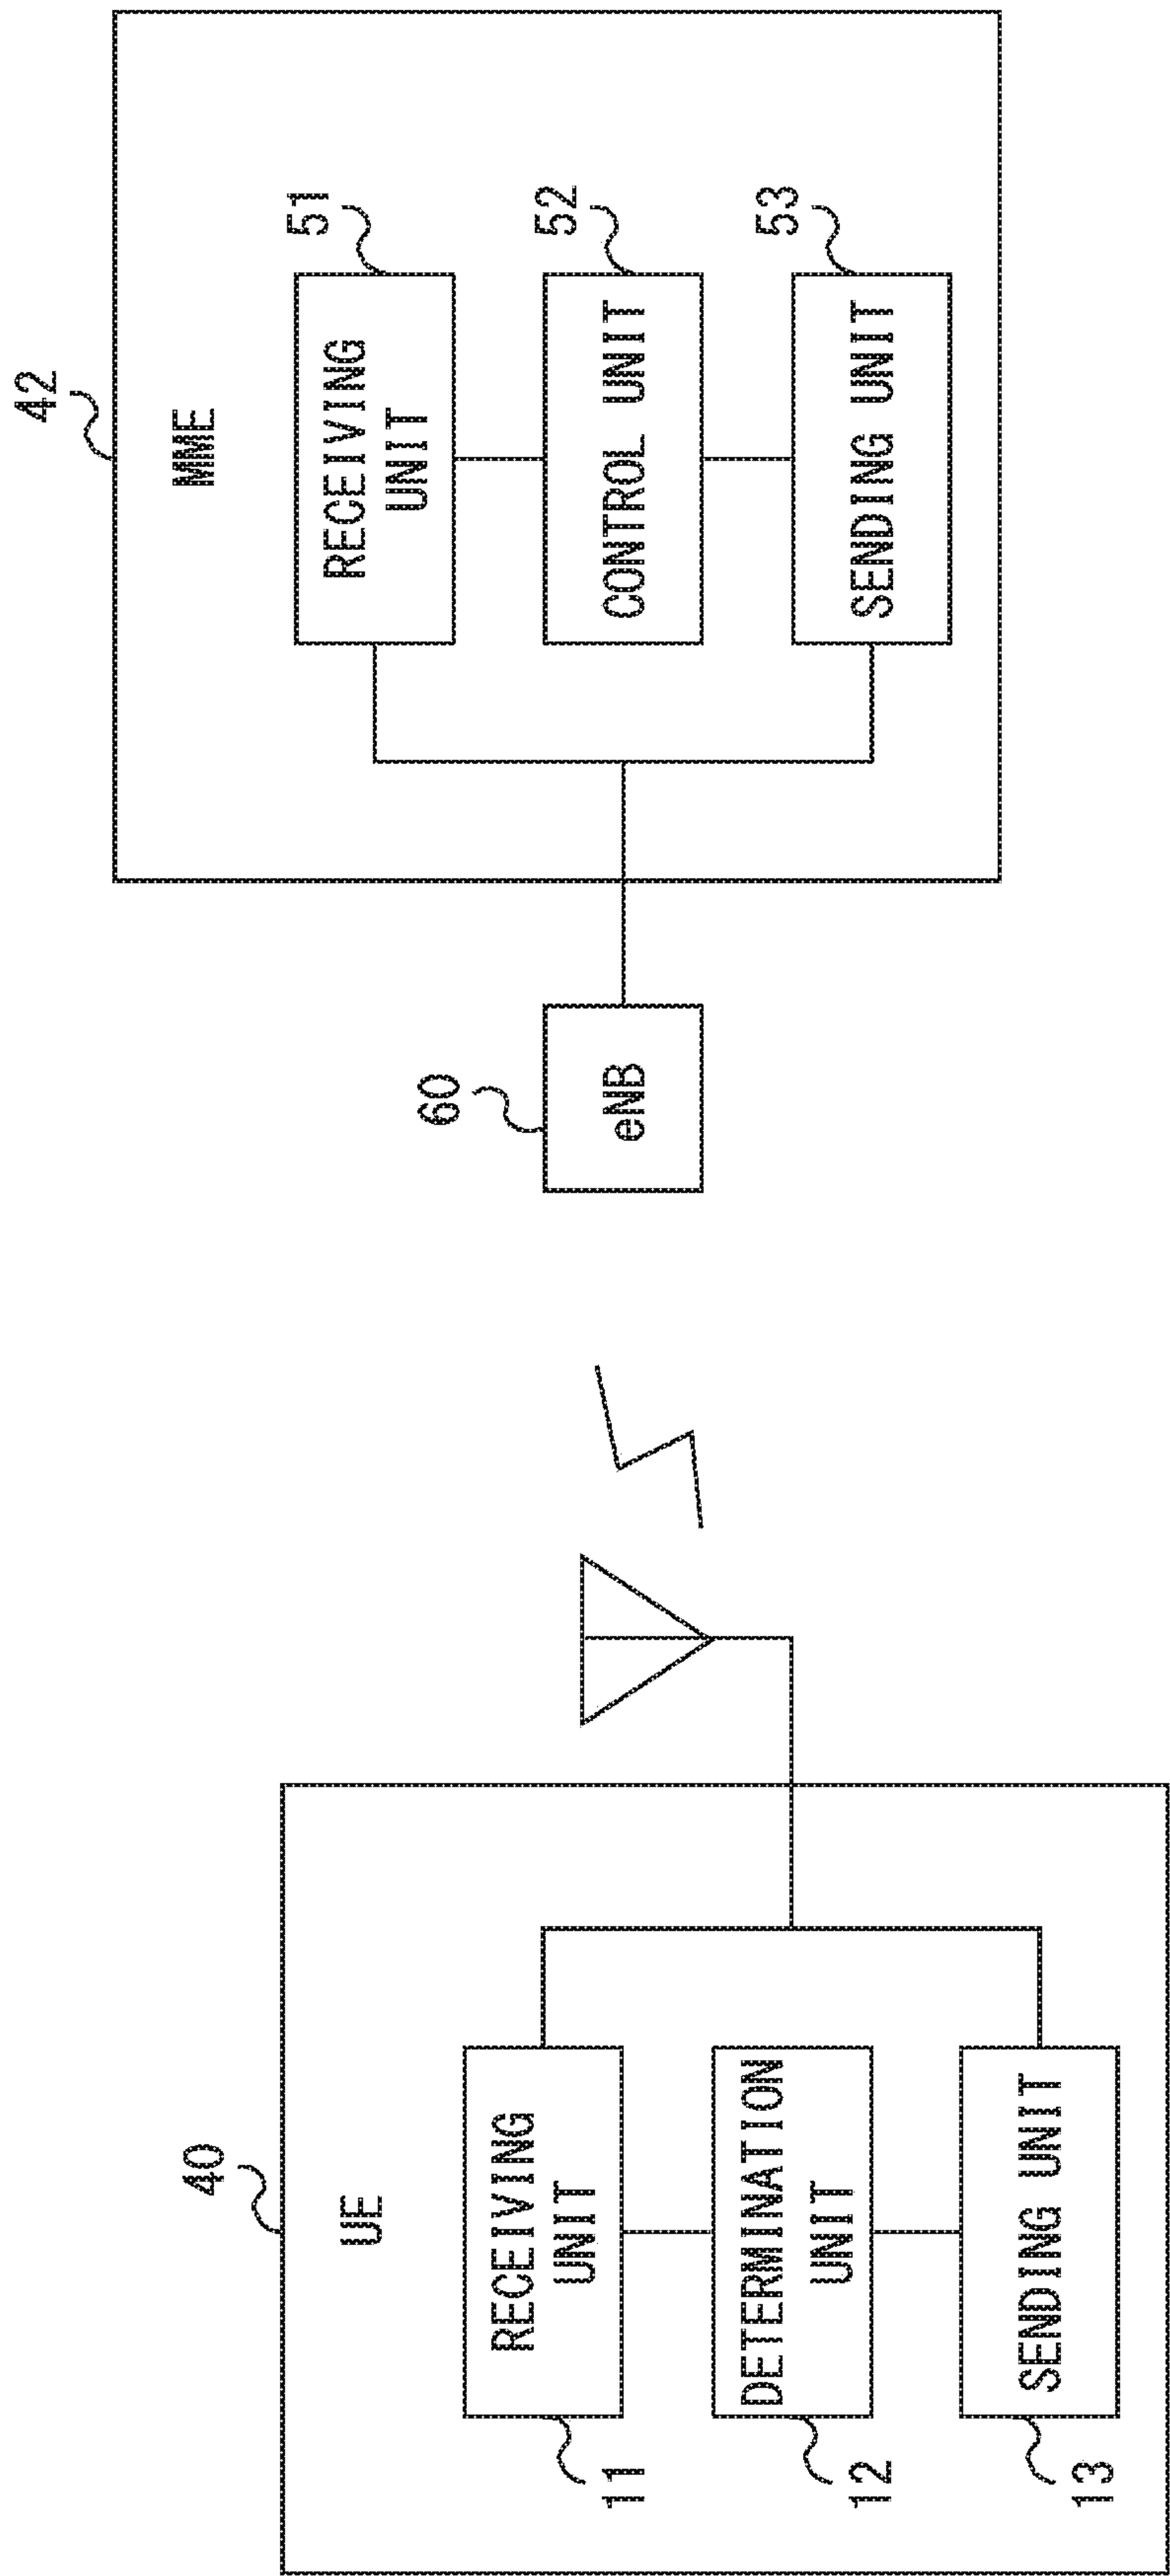 40
UE
RECEIVING
UNIT
11
DETERMINATION
UNIT
12
SENDING UNIT
13
60
eNB
42
MME
RECEIVING
UNIT
51
CONTROL UNIT
52
SENDING UNIT
53